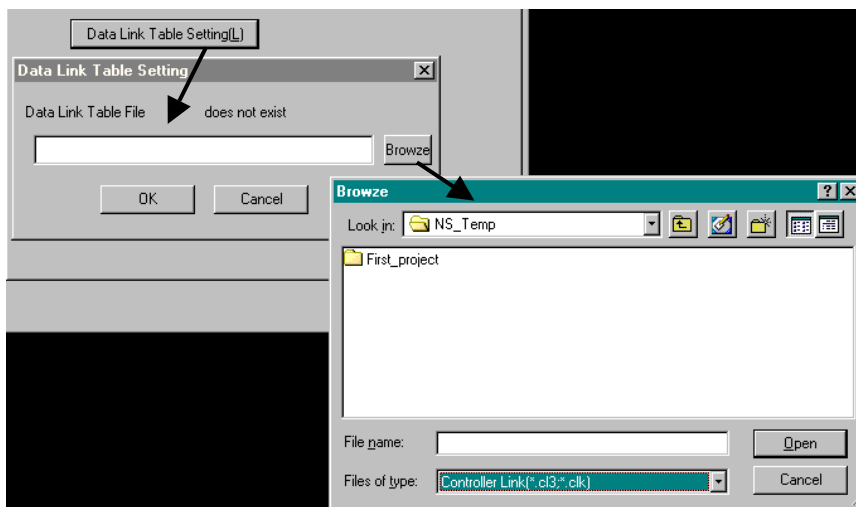 Data Link Table Setting(L)
Data Link Table Setting
Data Link Table File does not exist
Browze
OK Cancel
Browze
Look in: NS_Temp
First_project
File name: Open
Files of type: Controller Link(*.cl3;*.clk) Cancel